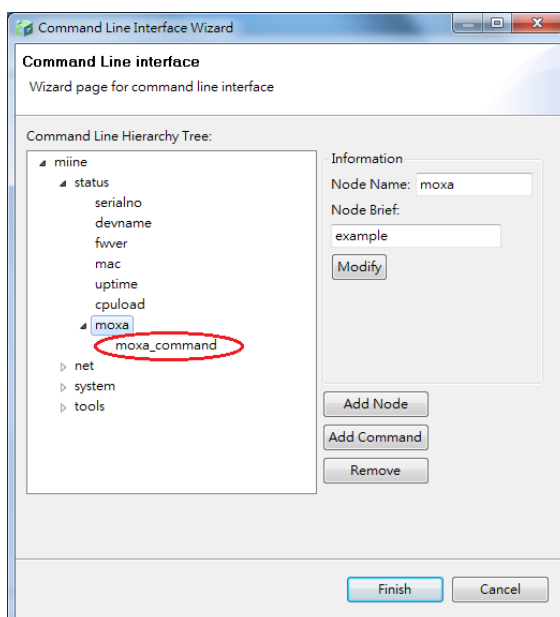 Command Line Interface Wizard
Command Line interface
Wizard page for command line interface
Command Line Hierarchy Tree:
miine
status
serialno
devname
fwver
mac
uptime
cpuload
moxa
moxa_command
net
system
tools
Information
Node Name: moxa
Node Brief:
example
Modify
Add Node
Add Command
Remove
Finish
Cancel